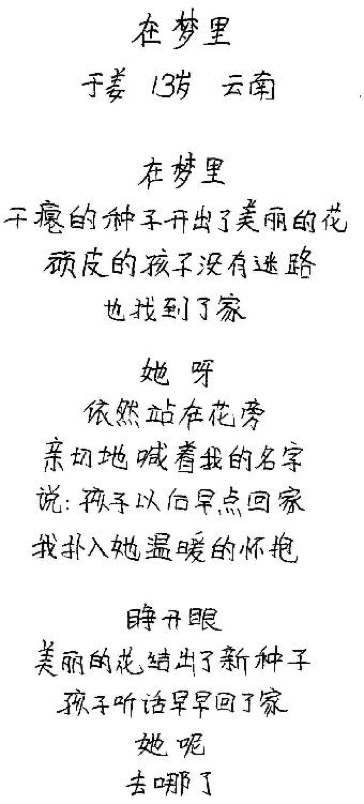 在梦里
于姜 13岁 云南
在梦里
干瘪的种子开出了美丽的花
顽皮的孩子没有迷路
也找到了家
她呀
依然站在花旁
亲切地喊着我的名字
说:孩子以后早点回家
我扑入她温暖的怀抱
睁开眼
美丽的花结出了新种子
孩子听话早早回了家
她呢
去哪了